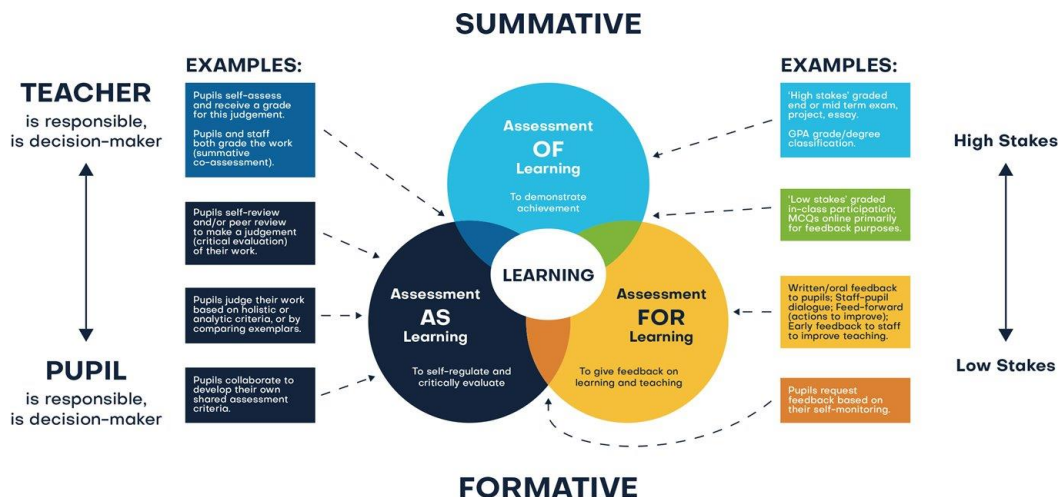 SUMMATIVE
TEACHER
is responsible,
is decision-maker
PUPIL
is responsible,
is decision-maker
EXAMPLES:
Pupils self-assess
and receive a grade
for this judgement.
Pupils and staff
both grade the work
(summative
co-assessment).
Pupils self-review
and/or peer review
to make a judgement
(critical evaluation)
of their work.
Pupils judge their work
based on holistic or
analytic criteria, or by
comparing exemplars.
Pupils collaborate to
develop their own
shared assessment
criteria.
Assessment
OF
Learning
To demonstrate
achievement
LEARNING
Assessment
AS
Learning
To self-regulate and
critically evaluate
Assessment
FOR
Learning
To give feedback on
learning and teaching
EXAMPLES:
'High stakes' graded
end or mid term exam,
project, essay.
GPA grade/degree
classification.
'Low stakes' graded
in-class participation;
MCQs online primarily
for feedback purposes.
Written/oral feedback
to pupils; Staff-pupil
dialogue; Feed-forward
(actions to improve);
Early feedback to staff
to improve teaching.
Pupils request
feedback based on
their self-monitoring.
High Stakes
Low Stakes
FORMATIVE